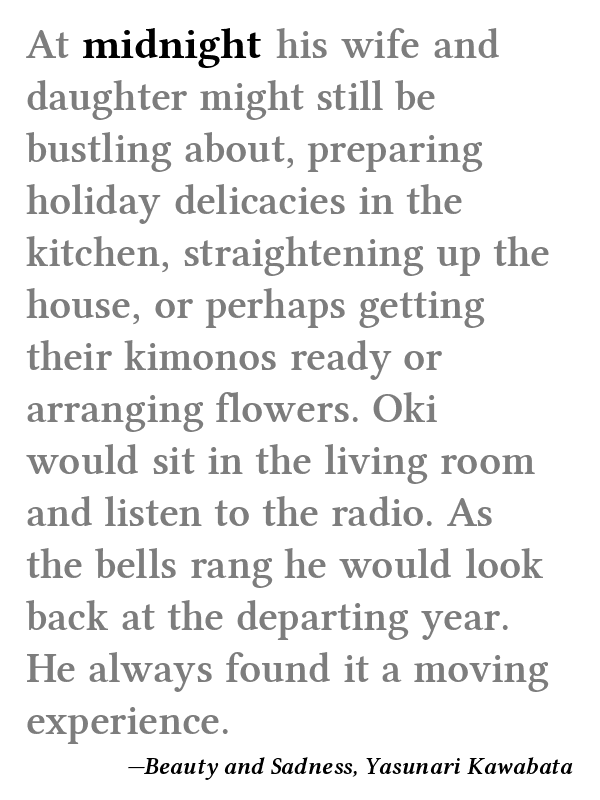 At midnight his wife and
daughter might still be
bustling about, preparing
holiday delicacies in the
kitchen, straightening up the
house, or perhaps getting
their kimonos ready or
arranging flowers. Oki
would sit in the living room
and listen to the radio. As
the bells rang he would look
back at the departing year.
He always found it a moving
experience.
—Beauty and Sadness, Yasunari Kawabata